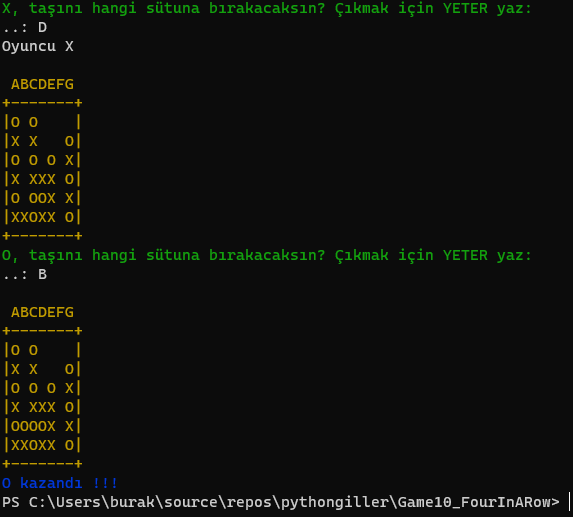 X, taşını hangi sütuna bırakacaksın? Çıkmak için YETER yaz:
..: D
Oyuncu X
 ABCDEFG
+-------+
|O O    |
|X X   O|
|O O O X|
|X XXX O|
|O OOX X|
|XXOXX O|
+-------+
O, taşını hangi sütuna bırakacaksın? Çıkmak için YETER yaz:
..: B
 ABCDEFG
+-------+
|O O    |
|X X   O|
|O O O X|
|X XXX O|
|OOOOX X|
|XXOXX O|
+-------+
O kazandı !!!
PS C:\Users\burak\source\repos\pythongiller\Game10_FourInARow>